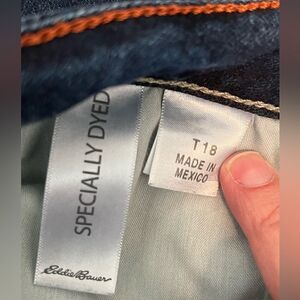 SPECIALLY DYED
Eddie Bauer
T18
MADE IN
MEXICO